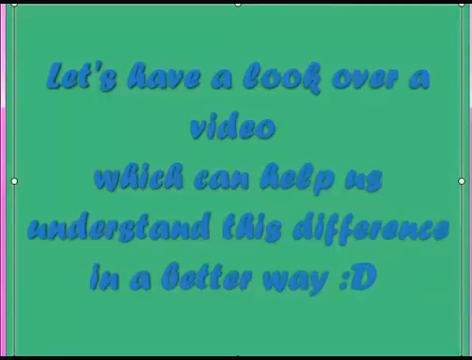 Let's have a look over a
video
which can help us
understand this difference
in a better way :D